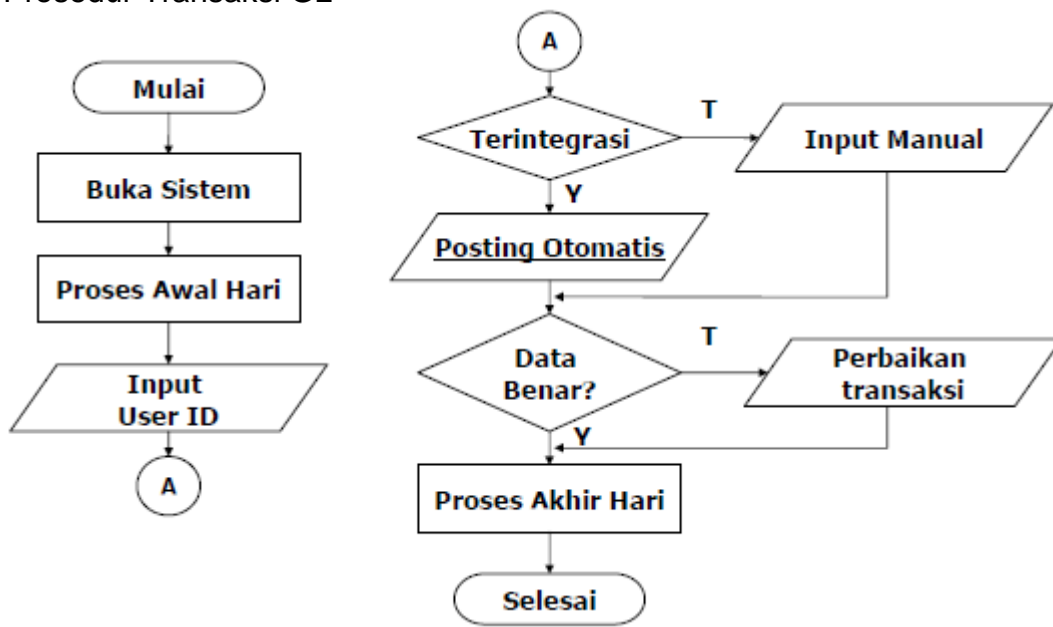 Prosedur Transaksi
Mulai
Buka Sistem
Proses Awal Hari
Input
User ID
A
A
Terintegrasi
T
Input Manual
Y
Posting Otomatis
Data
Benar?
T
Perbaikan
transaksi
Y
Proses Akhir Hari
Selesai